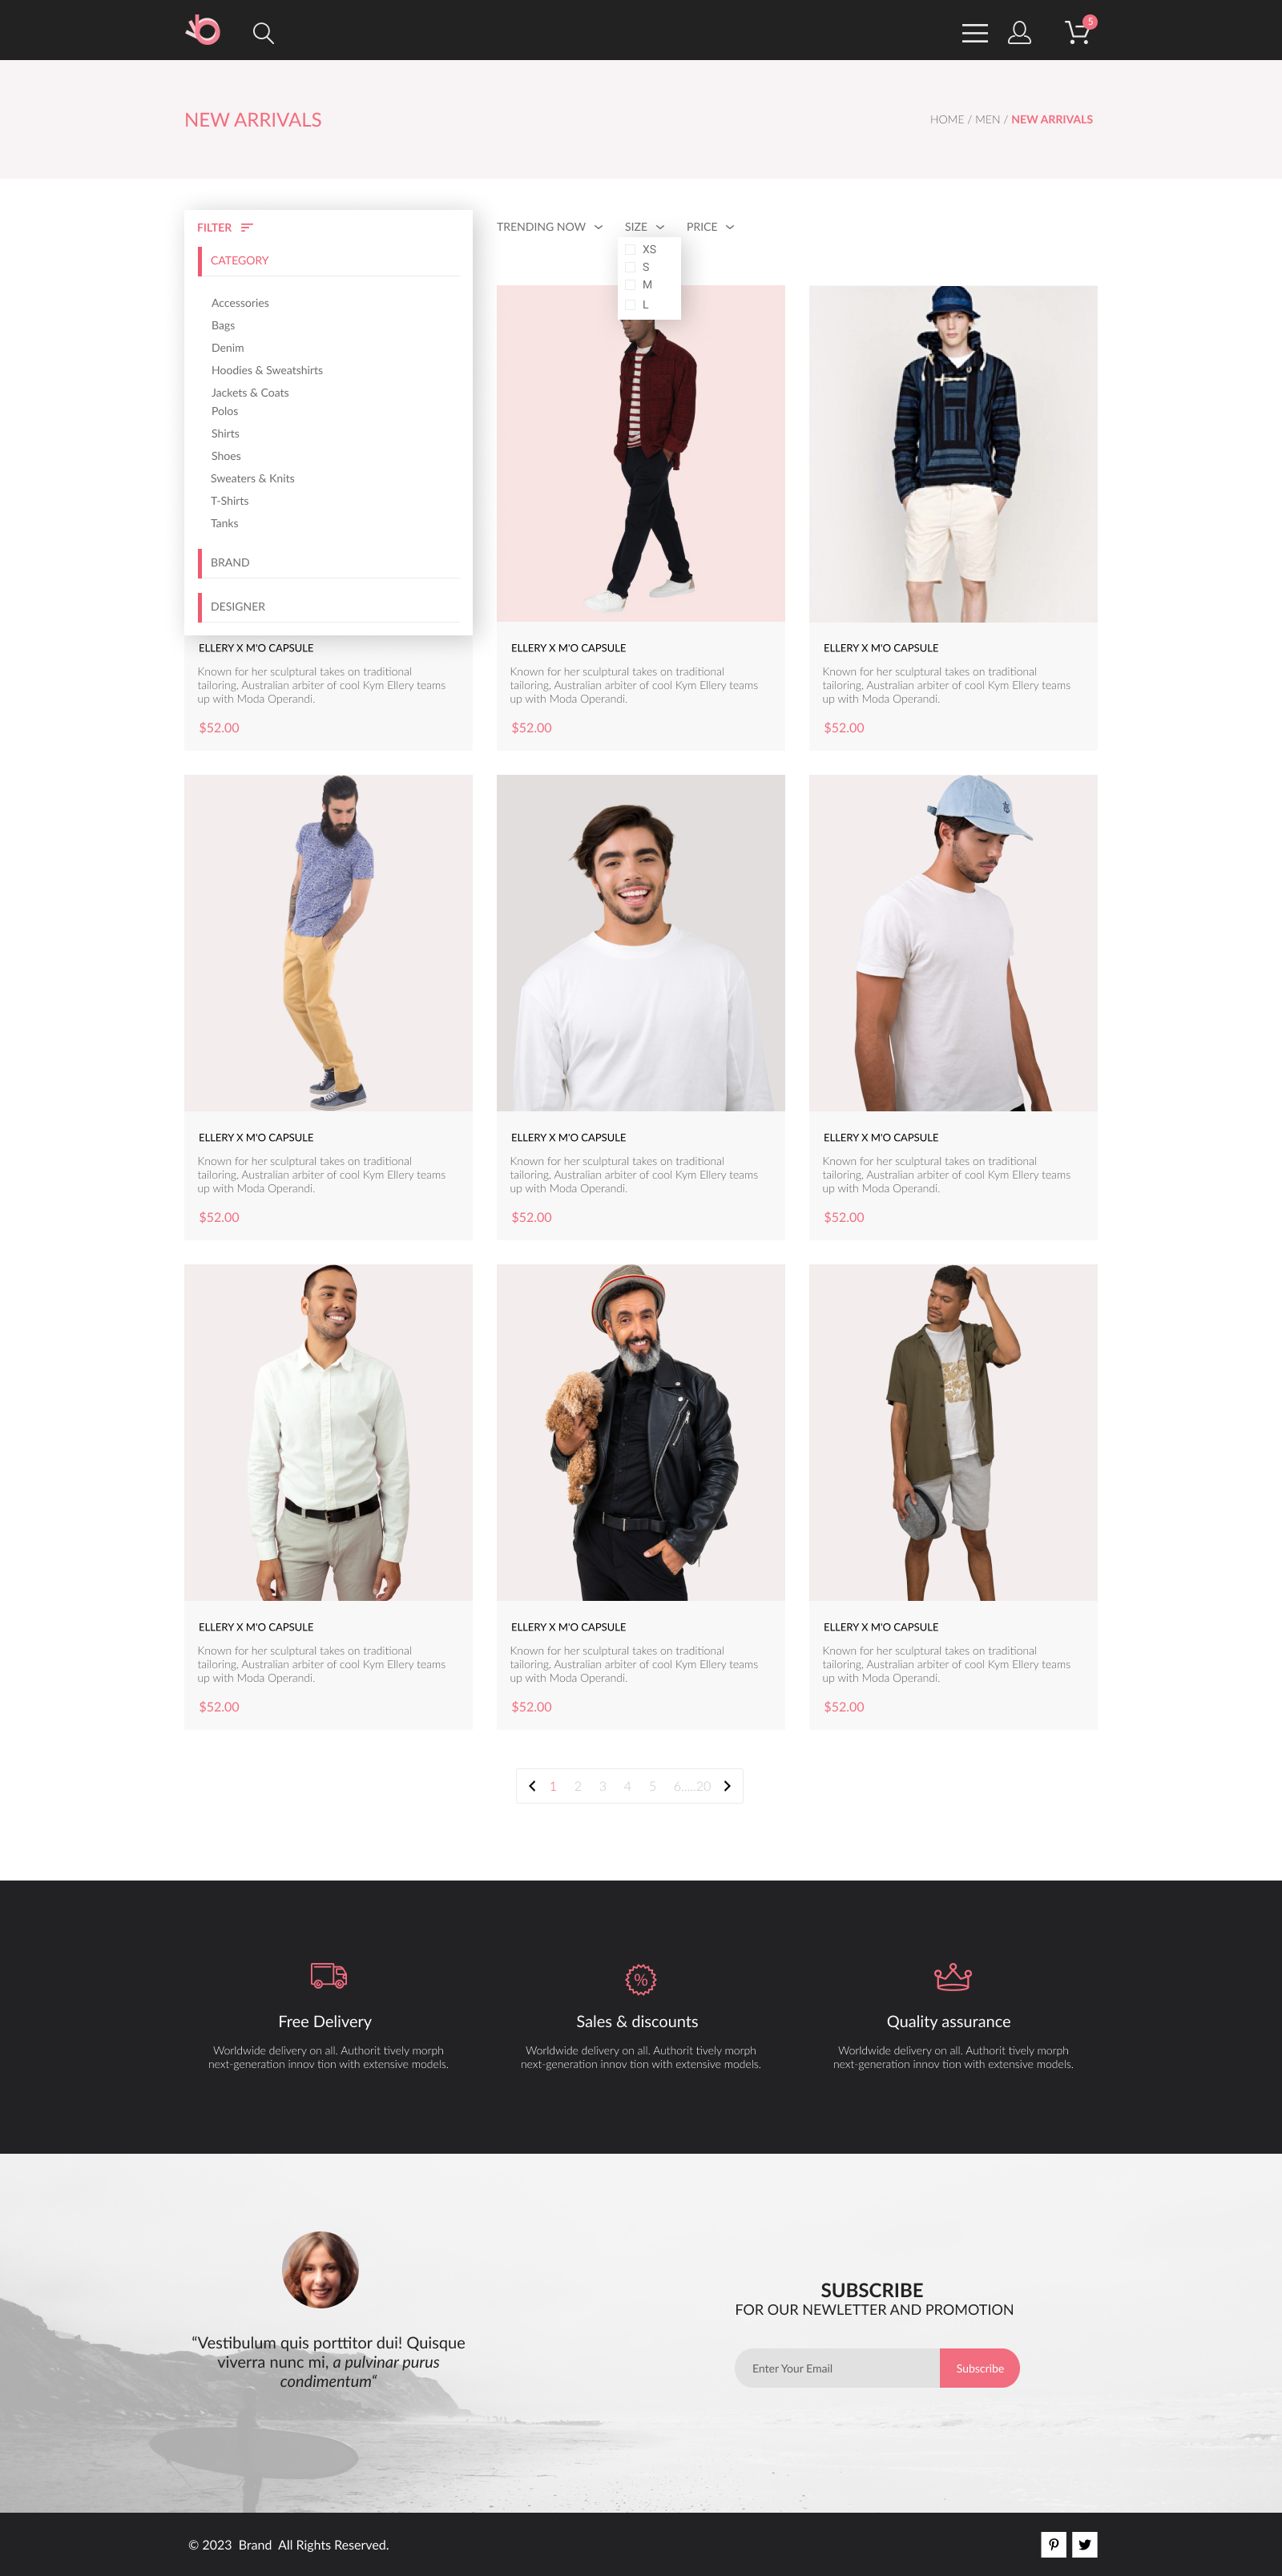 5
NEW ARRIVALS
HOME / MEN / NEW ARRIVALS
FILTER
CATEGORY
Accessories
Bags
Denim
Hoodies & Sweatshirts
Jackets & Coats
Polos
Shirts
Shoes
Sweaters & Knits
T-Shirts
Tanks
BRAND
DESIGNER
TRENDING NOW
SIZE
PRICE
XS
S
M
L
ELLERY X M'O CAPSULE
Known for her sculptural takes on traditional
tailoring, Australian arbiter of cool Kym Ellery teams
up with Moda Operandi.
$52.00
ELLERY X M'O CAPSULE
Known for her sculptural takes on traditional
tailoring, Australian arbiter of cool Kym Ellery teams
up with Moda Operandi.
$52.00
ELLERY X M'O CAPSULE
Known for her sculptural takes on traditional
tailoring, Australian arbiter of cool Kym Ellery teams
up with Moda Operandi.
$52.00
ELLERY X M'O CAPSULE
Known for her sculptural takes on traditional
tailoring, Australian arbiter of cool Kym Ellery teams
up with Moda Operandi.
$52.00
ELLERY X M'O CAPSULE
Known for her sculptural takes on traditional
tailoring, Australian arbiter of cool Kym Ellery teams
up with Moda Operandi.
$52.00
ELLERY X M'O CAPSULE
Known for her sculptural takes on traditional
tailoring, Australian arbiter of cool Kym Ellery teams
up with Moda Operandi.
$52.00
ELLERY X M'O CAPSULE
Known for her sculptural takes on traditional
tailoring, Australian arbiter of cool Kym Ellery teams
up with Moda Operandi.
$52.00
ELLERY X M'O CAPSULE
Known for her sculptural takes on traditional
tailoring, Australian arbiter of cool Kym Ellery teams
up with Moda Operandi.
$52.00
ELLERY X M'O CAPSULE
Known for her sculptural takes on traditional
tailoring, Australian arbiter of cool Kym Ellery teams
up with Moda Operandi.
$52.00
1 2 3 4 5 6.....20
%
Free Delivery
Worldwide delivery on all. Authorit tively morph
next-generation innov tion with extensive models.
Sales & discounts
Worldwide delivery on all. Authorit tively morph
next-generation innov tion with extensive models.
Quality assurance
Worldwide delivery on all. Authorit tively morph
next-generation innov tion with extensive models.
“Vestibulum quis porttitor dui! Quisque
viverra nunc mi, a pulvinar purus
condimentum“
SUBSCRIBE
FOR OUR NEWLETTER AND PROMOTION
Enter Your Email
Subscribe
© 2023 Brand All Rights Reserved.